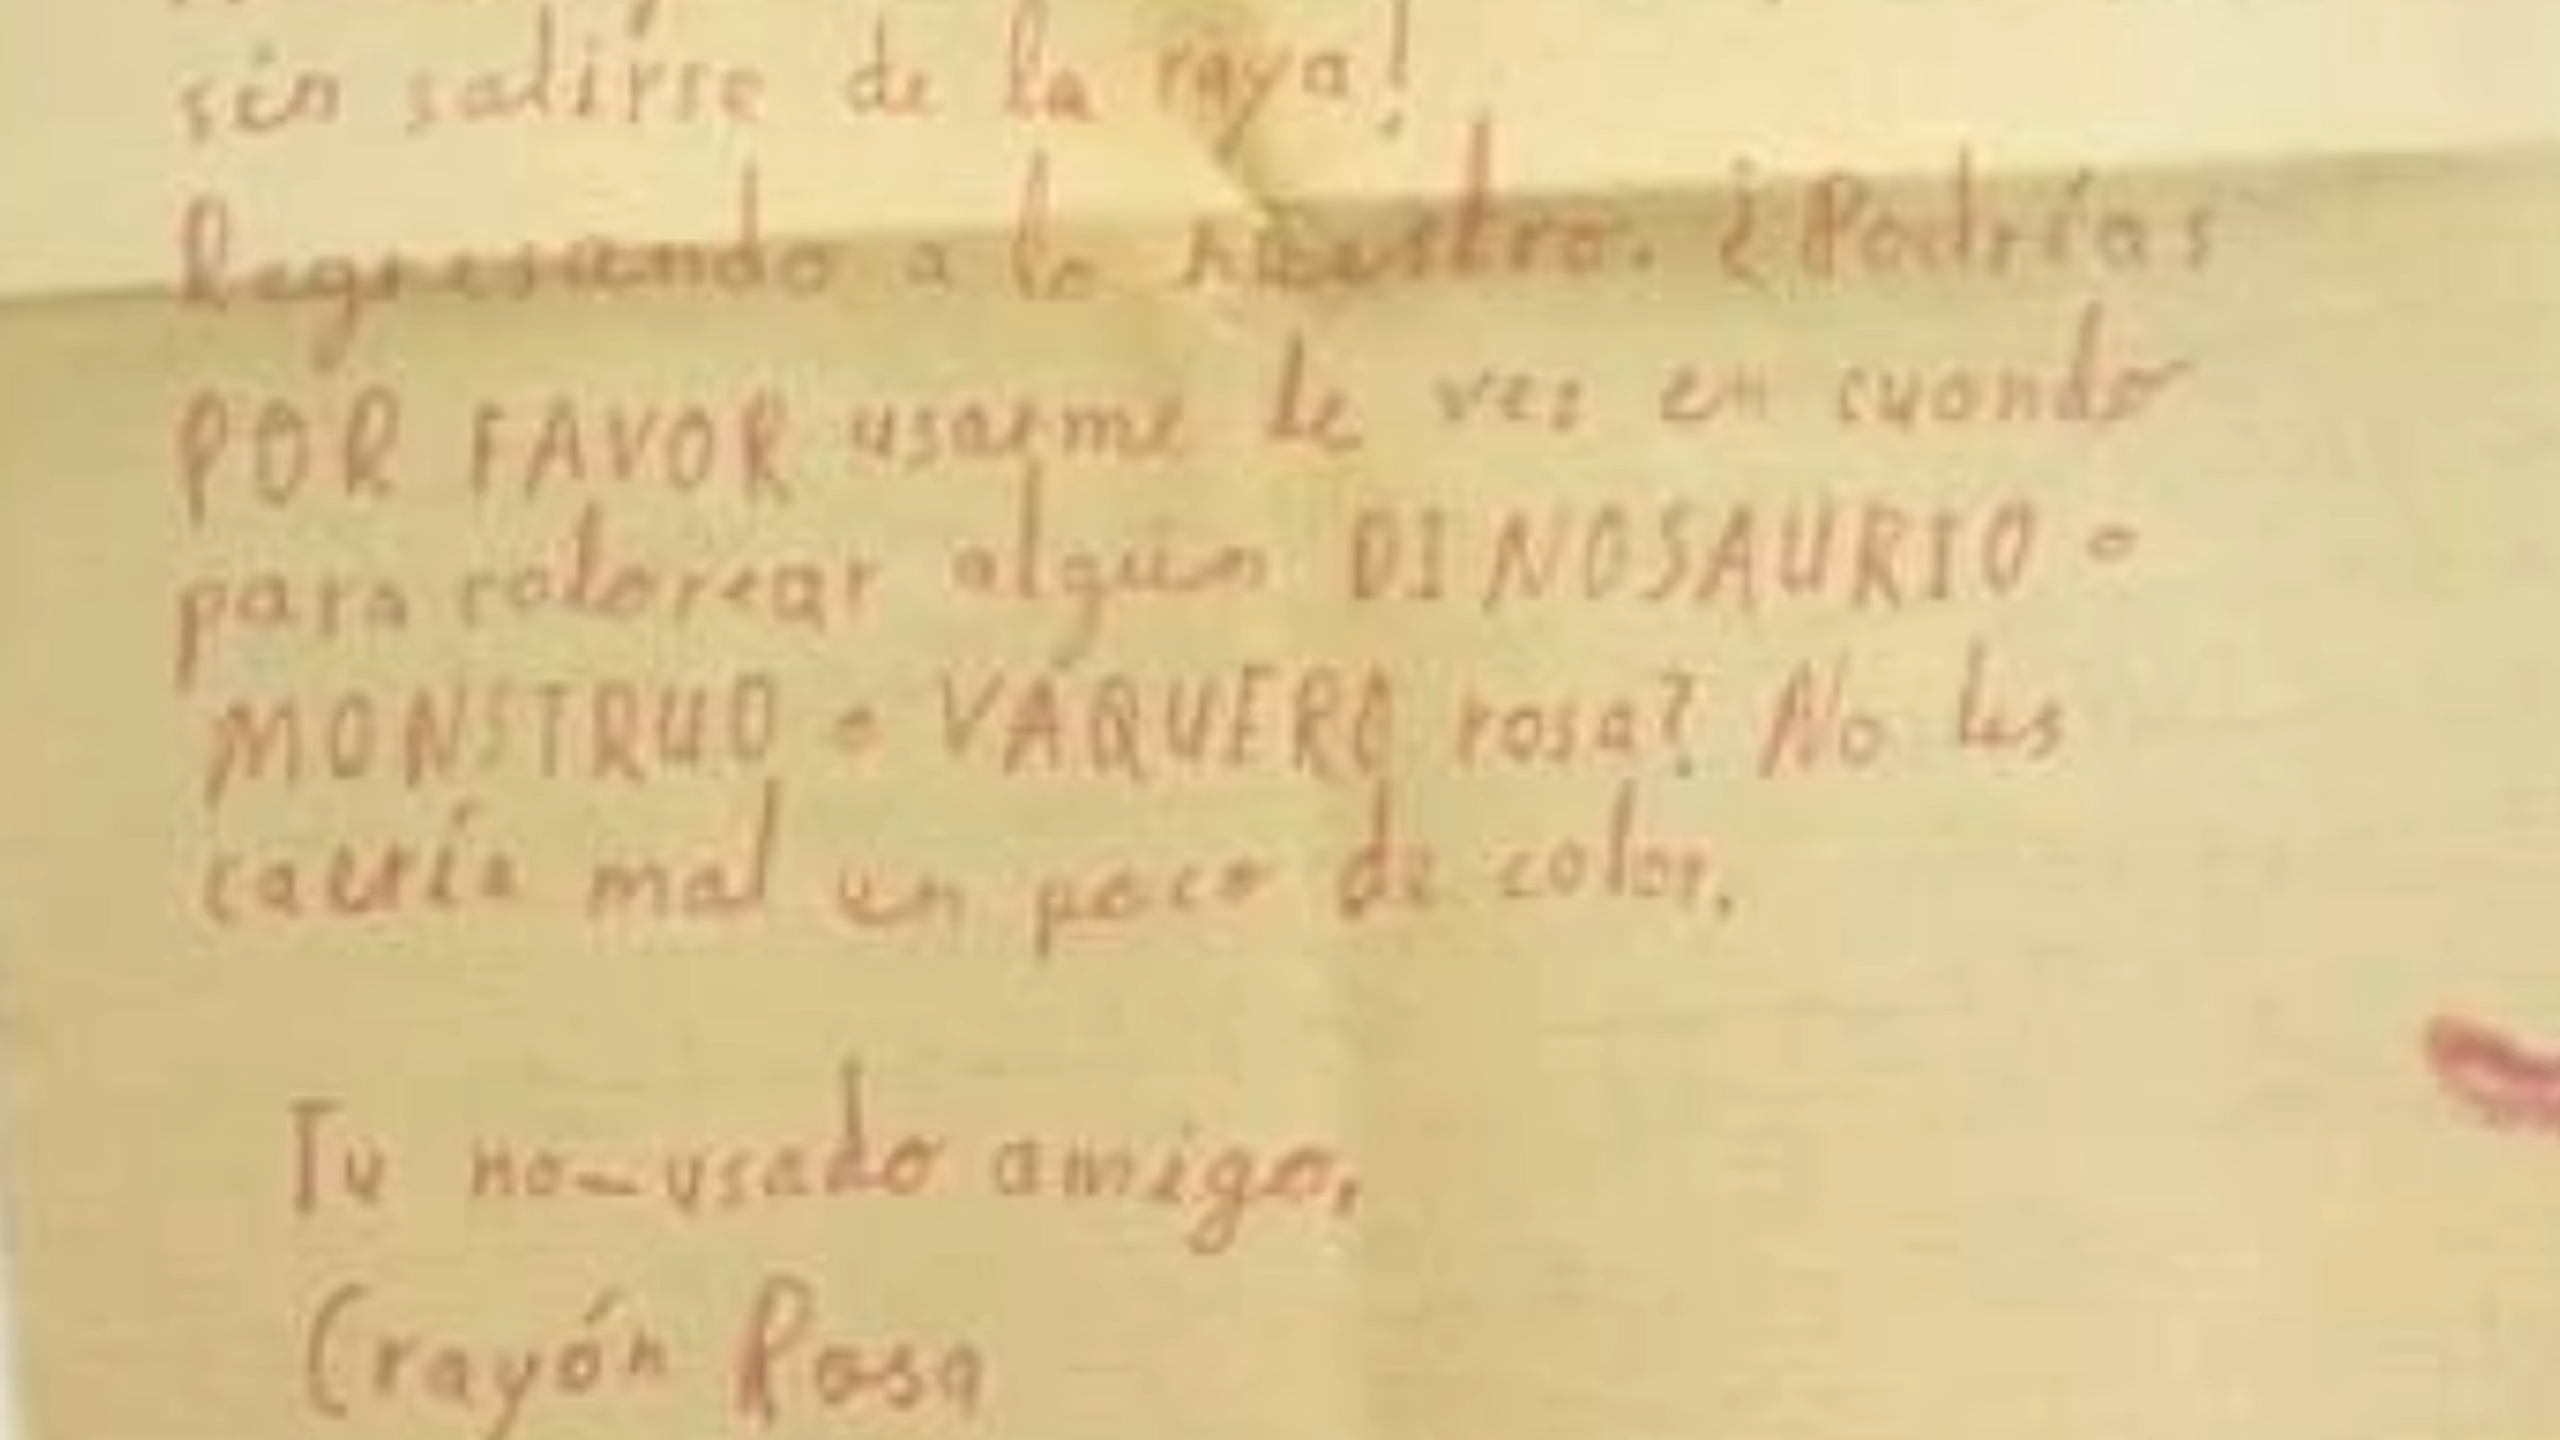 sin salirse de la raya!
Regresando a lo nuestro. ¿Podrías
POR FAVOR usarme de vez en cuando
para colorear algún DINOSAURIO o
MONSTRUO o VAQUERO rosa? No les
caería mal un poco de color.
Tu no-usado amigo,
Crayón Rosa